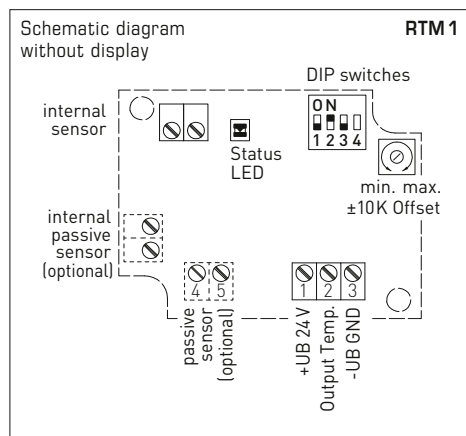 Schematic diagram
without display
RTM 1
DIP switches
ON
1 2 3 4
internal
sensor
Status
LED
min. max.
±10K Offset
internal
passive
sensor
(optional)
4 5
1 2 3
passive
sensor
(optional)
+UB 24V
Output Temp.
-UB GND